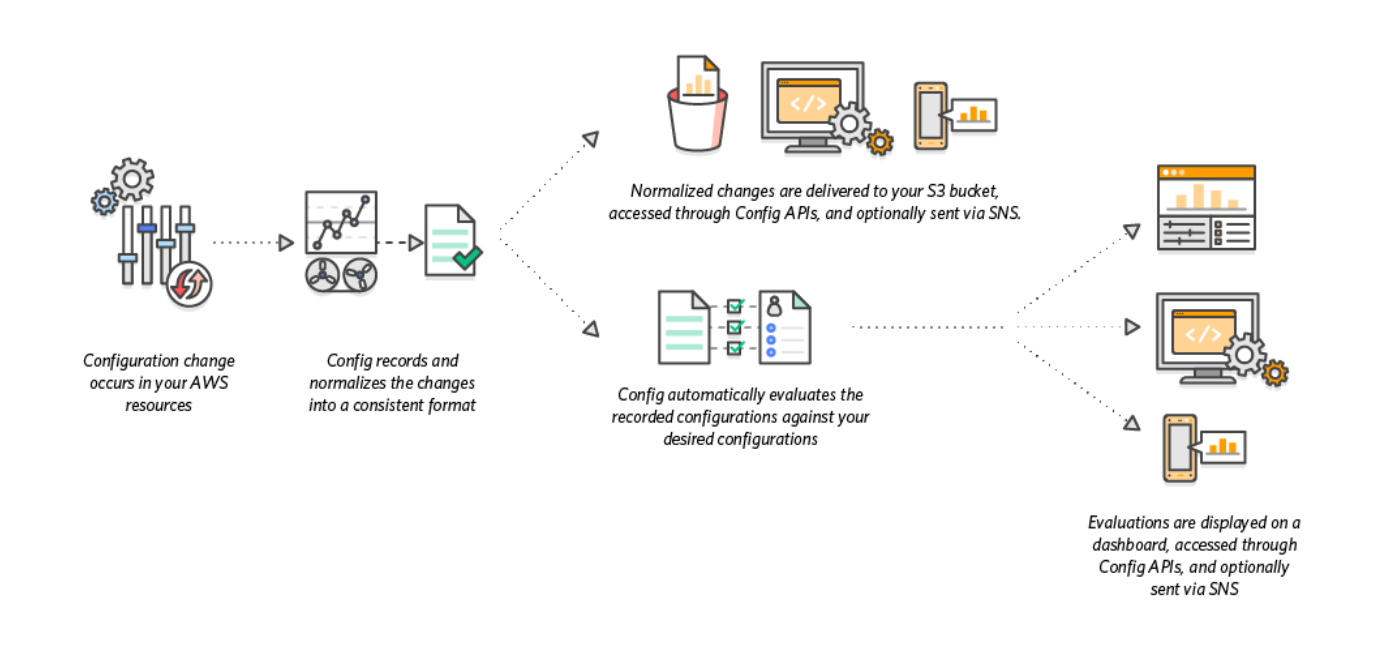 Configuration change
occurs in your AWS
resources
Config records and
normalizes the changes
into a consistent format
</>
Normalized changes are delivered to your S3 bucket,
accessed through Config APIs, and optionally sent via SNS.
Config automatically evaluates the
recorded configurations against your
desired configurations
</>
Evaluations are displayed on a
dashboard, accessed through
Config APIs, and optionally
sent via SNS